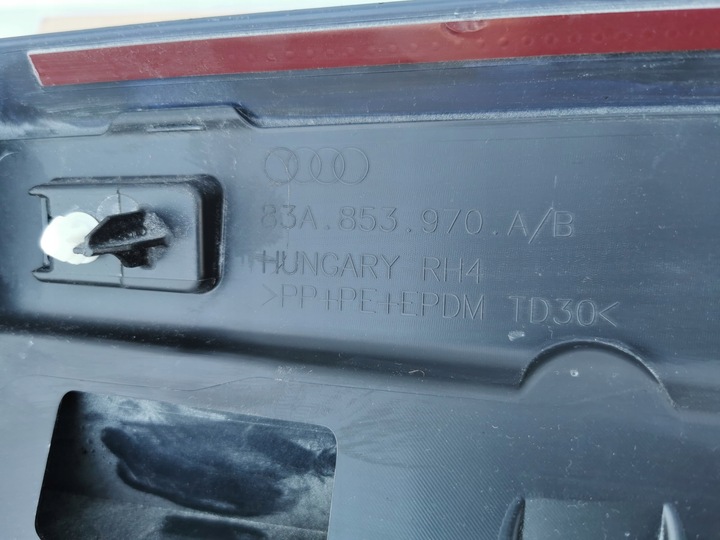 83A.853.970.A/B
HUNGARY RH4
>PP+PE+EPDM TD30<